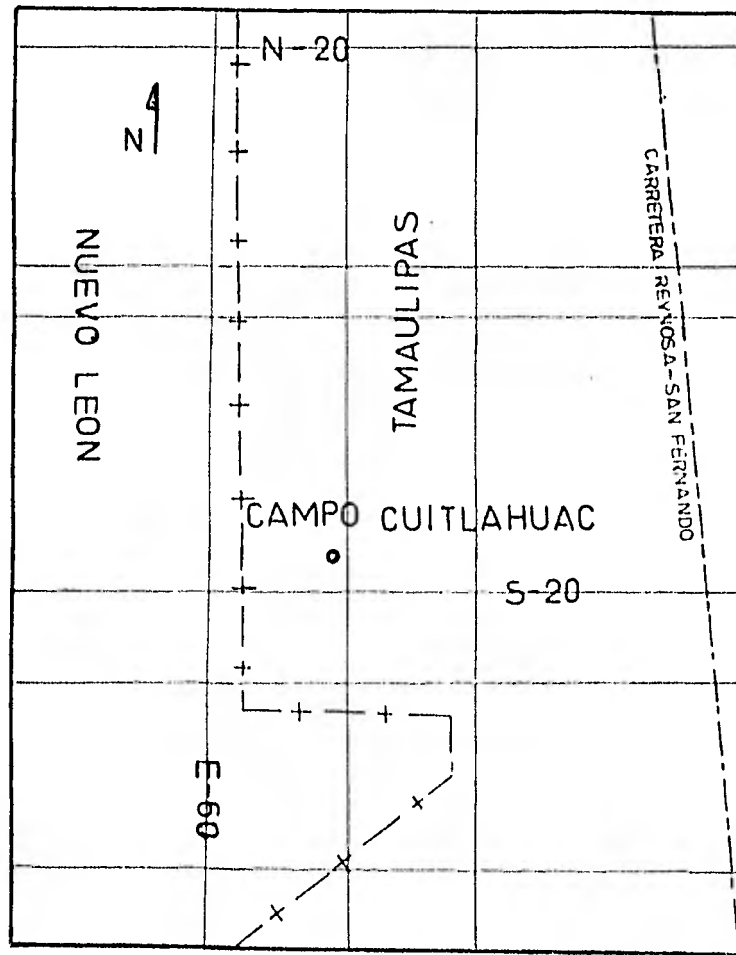 N-20
N
NUEVO LEON
TAMAULIPAS
CARRETERA REYNOSA-SAN FERNANDO
CAMPO CUITLAHUAC
S-20
E-60